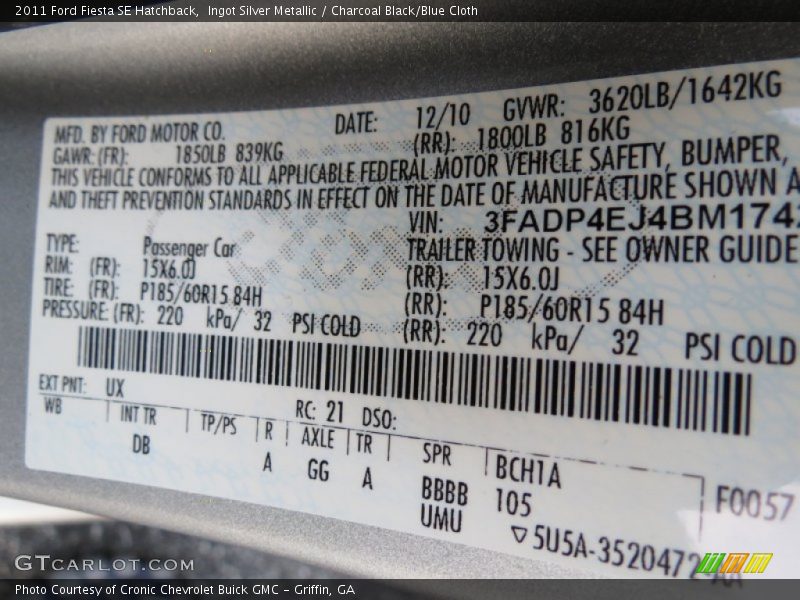 2011 Ford Fiesta SE Hatchback, Ingot Silver Metallic / Charcoal Black/Blue Cloth
MFD. BY FORD MOTOR CO. DATE: 12/10 GVWR: 3620LB/1642KG
GAWR: (FR): 1850LB 839KG (RR): 1800LB 816KG
THIS VEHICLE CONFORMS TO ALL APPLICABLE FEDERAL MOTOR VEHICLE SAFETY, BUMPER,
AND THEFT PREVENTION STANDARDS IN EFFECT ON THE DATE OF MANUFACTURE SHOWN A
VIN: 3FADP4EJ4BM174
TYPE: Passenger Car TRAILER TOWING - SEE OWNER GUIDE
RIM: (FR): 15X6.0J (RR): 15X6.0J
TIRE: (FR): P185/60R15 84H (RR): P185/60R15 84H
PRESSURE: (FR): 220 kPa/ 32 PSI COLD (RR): 220 kPa/ 32 PSI COLD
EXT PNT: UX RC: 21 DSO:
WB INT TR TP/PS R AXLE TR SPR BCH1A
DB A GG A BBBB 105 F0057
UMU ▽5U5A-3520472-AA
GTCARLOT.COM
Photo Courtesy of Cronic Chevrolet Buick GMC - Griffin, GA